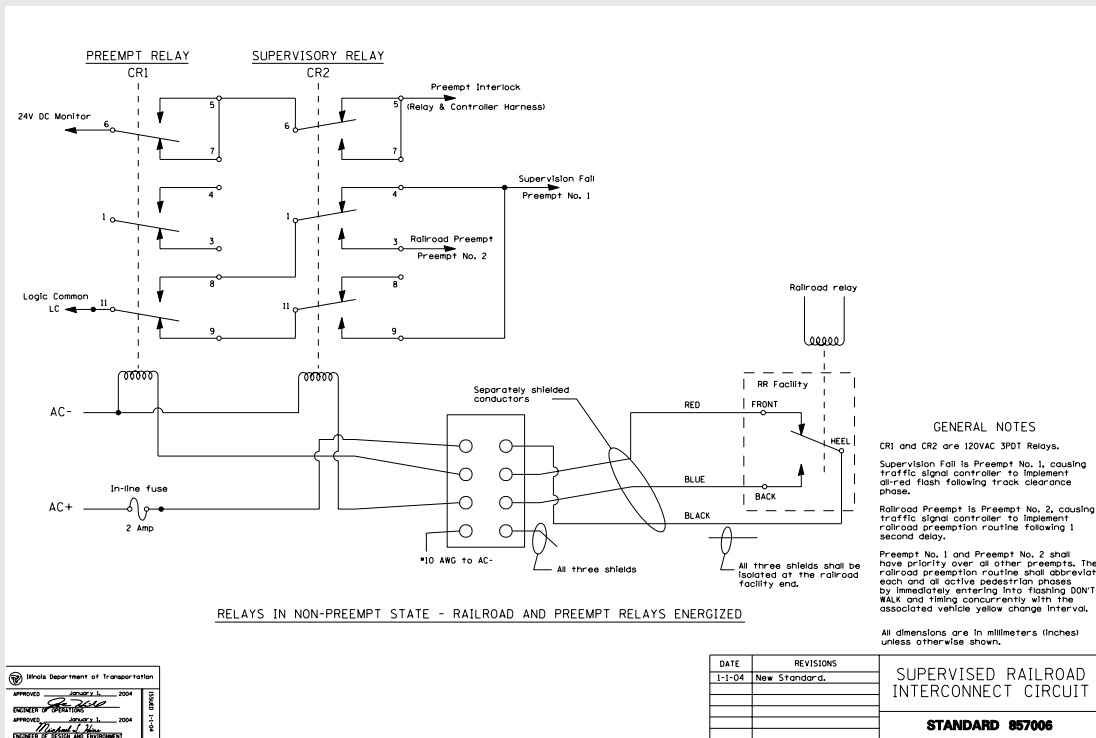 PREEMPT RELAY
CR1
SUPERVISORY RELAY
CR2
24V DC Monitor
6
5
7
6
5
7
Preempt Interlock
(Relay & Controller Harness)
4
1
3
4
1
3
Supervision Fail
Preempt No. 1
Railroad Preempt
Preempt No. 2
Logic Common
LC
11
8
9
11
8
9
Railroad relay
AC-
AC+
In-line fuse
2 Amp
Separately shielded
conductors
RED
BLUE
BLACK
RR Facility
FRONT
HEEL
BACK
#10 AWG to AC-
All three shields
All three shields shall be
isolated at the railroad
facility end.
RELAYS IN NON-PREEMPT STATE - RAILROAD AND PREEMPT RELAYS ENERGIZED
GENERAL NOTES
CR1 and CR2 are 120VAC 3PDT Relays.
Supervision Fail is Preempt No. 1, causing
traffic signal controller to implement
all-red flash following track clearance
phase.
Railroad Preempt is Preempt No. 2, causing
traffic signal controller to implement
railroad preemption routine following 1
second delay.
Preempt No. 1 and Preempt No. 2 shall
have priority over all other preempts. The
railroad preemption routine shall abbreviat
each and all active pedestrian phases
by immediately entering into flashing DON'T
WALK and timing concurrently with the
associated vehicle yellow change interval.
All dimensions are in millimeters (inches)
unless otherwise shown.
Illinois Department of Transportation
APPROVED January 1, 2004
ENGINEER OF OPERATIONS
APPROVED January 1, 2004
ENGINEER OF DESIGN AND ENVIRONMENT
ISSUED 1-1-04
DATE REVISIONS
1-1-04 New Standard.
SUPERVISED RAILROAD
INTERCONNECT CIRCUIT
STANDARD 857006